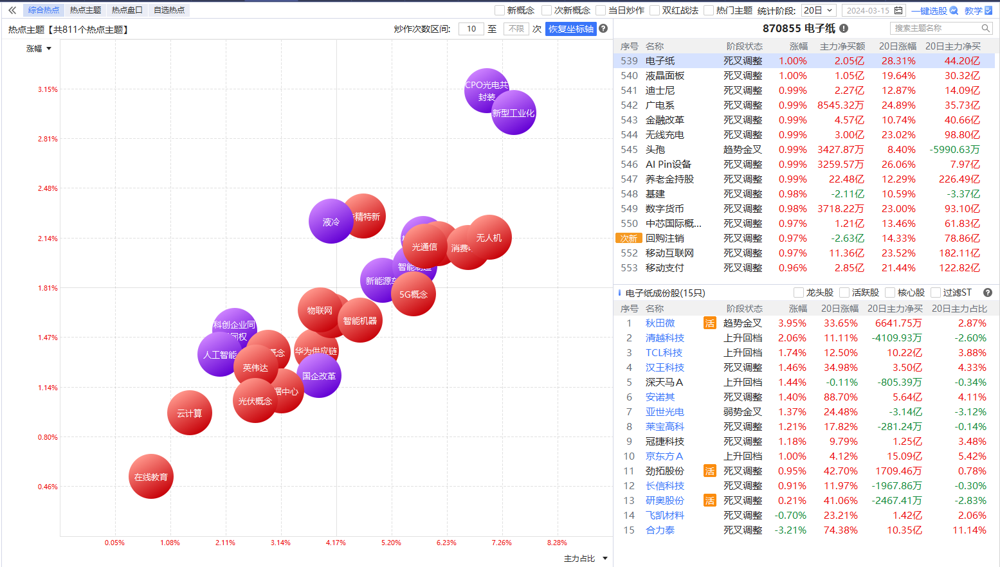 综合热点 热点主题 热点盘口 自选热点 新概念 次新概念 当日炒作 双红战法 热门主题 统计阶段: 20日 2024-03-15 一键选股 教学
热点主题【共811个热点主题】 炒作次数区间: 10 至 不限 次 恢复坐标轴
涨幅
3.15%
2.81%
2.48%
2.14%
1.81%
1.47%
1.14%
0.80%
0.46%
CPO光电共
封装
新型工业化
液冷
精特新
光通信
消费
无人机
智能制造
新能源车
5G概念
物联网
智能机器
科创企业同
同权
人工智能
概念
华为供应链
英伟达
国企改革
据中心
光伏概念
云计算
在线教育
0.05% 1.08% 2.11% 3.14% 4.17% 5.20% 6.23% 7.26% 8.28%
主力占比
870855 电子纸 搜索主题名称
序号 名称 阶段状态 涨幅 主力净买额 20日涨幅 20日主力净买
539 电子纸 死叉调整 1.00% 2.05亿 28.31% 44.20亿
540 液晶面板 死叉调整 1.00% 1.05亿 19.64% 30.32亿
541 迪士尼 死叉调整 0.99% 2.27亿 12.87% 14.09亿
542 广电系 死叉调整 0.99% 8545.32万 24.89% 35.73亿
543 金融改革 死叉调整 0.99% 4.57亿 10.74% 40.66亿
544 无线充电 死叉调整 0.99% 3.00亿 23.02% 98.80亿
545 头孢 趋势金叉 0.99% 3427.87万 8.40% -5990.63万
546 AI Pin设备 死叉调整 0.99% 3259.57万 26.06% 7.97亿
547 养老金持股 死叉调整 0.99% 22.48亿 12.29% 226.49亿
548 基建 死叉调整 0.98% -2.11亿 10.59% -3.37亿
549 数字货币 死叉调整 0.98% 3718.22万 23.00% 93.10亿
550 中芯国际概... 死叉调整 0.97% 1.21亿 13.46% 61.83亿
次新 回购注销 死叉调整 0.97% -2.63亿 14.33% 78.86亿
552 移动互联网 死叉调整 0.97% 11.36亿 23.52% 182.11亿
553 移动支付 死叉调整 0.96% 2.85亿 21.44% 122.82亿
电子纸成份股(15只) 龙头股 活跃股 核心股 过滤ST
序号 名称 阶段状态 涨幅 20日涨幅 20日主力净买 20日主力占比
1 秋田微 活 趋势金叉 3.95% 33.65% 6641.75万 2.87%
2 清越科技 上升回档 2.06% 11.11% -4109.93万 -2.60%
3 TCL科技 上升回档 1.74% 12.50% 10.22亿 3.88%
4 汉王科技 死叉调整 1.46% 34.98% 3.50亿 4.33%
5 深天马A 上升回档 1.44% -0.11% -805.39万 -0.34%
6 安诺其 死叉调整 1.40% 88.70% 5.64亿 4.11%
7 亚世光电 弱势金叉 1.37% 24.48% -3.14亿 -3.12%
8 莱宝高科 死叉调整 1.21% 17.82% -281.24万 -0.14%
9 冠捷科技 死叉调整 1.18% 9.79% 1.25亿 3.48%
10 京东方A 上升回档 1.00% 4.12% 15.09亿 5.42%
11 劲拓股份 活 死叉调整 0.95% 42.70% 1709.46万 0.78%
12 长信科技 死叉调整 0.91% 11.97% -1967.86万 -0.30%
13 研奥股份 活 死叉调整 0.21% 41.06% -2467.41万 -2.83%
14 飞凯材料 死叉调整 -0.70% 23.21% 1.42亿 2.06%
15 合力泰 死叉调整 -3.21% 74.38% 10.35亿 11.14%